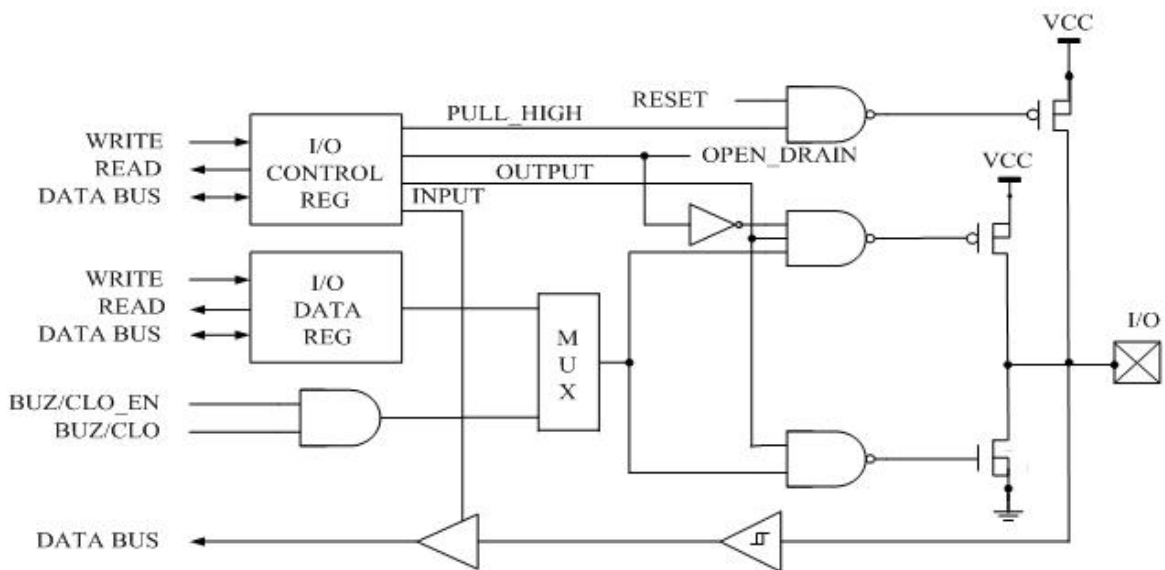 VCC
RESET
PULL_HIGH
WRITE
I/O
CONTROL
REG
READ
DATA BUS
OPEN_DRAIN
OUTPUT
INPUT
VCC
WRITE
I/O
DATA
REG
READ
DATA BUS
MUX
I/O
BUZ/CLO_EN
BUZ/CLO
DATA BUS